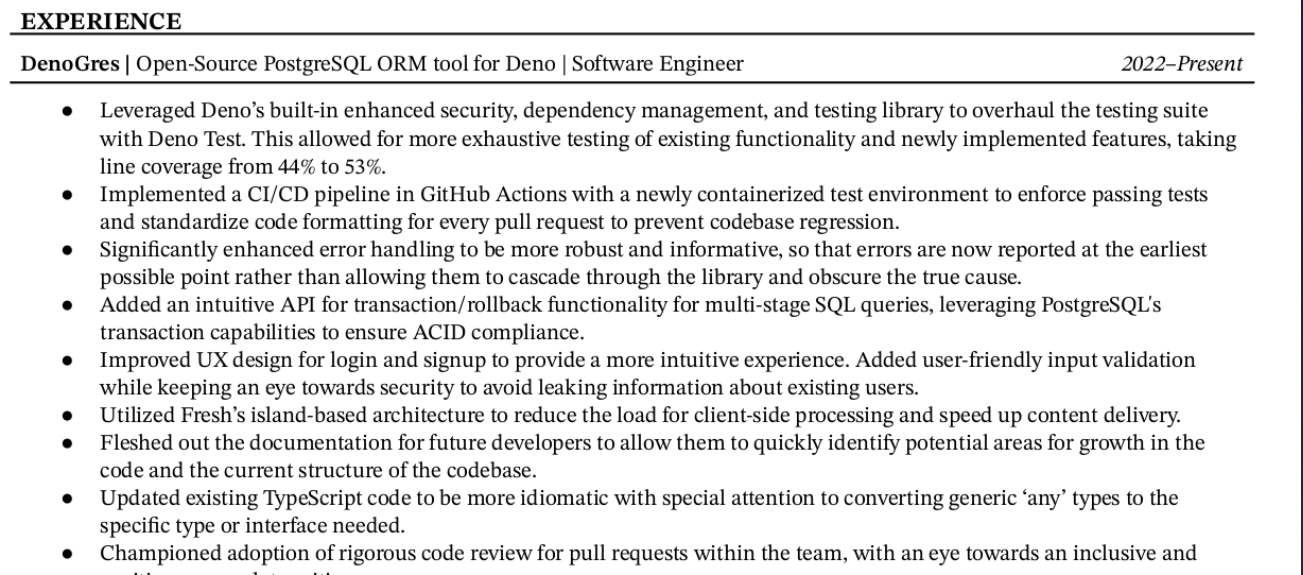 EXPERIENCE
DenoGres | Open-Source PostgreSQL ORM tool for Deno | Software Engineer 2022–Present
● Leveraged Deno’s built-in enhanced security, dependency management, and testing library to overhaul the testing suite
with Deno Test. This allowed for more exhaustive testing of existing functionality and newly implemented features, taking
line coverage from 44% to 53%.
● Implemented a CI/CD pipeline in GitHub Actions with a newly containerized test environment to enforce passing tests
and standardize code formatting for every pull request to prevent codebase regression.
● Significantly enhanced error handling to be more robust and informative, so that errors are now reported at the earliest
possible point rather than allowing them to cascade through the library and obscure the true cause.
● Added an intuitive API for transaction/rollback functionality for multi-stage SQL queries, leveraging PostgreSQL's
transaction capabilities to ensure ACID compliance.
● Improved UX design for login and signup to provide a more intuitive experience. Added user-friendly input validation
while keeping an eye towards security to avoid leaking information about existing users.
● Utilized Fresh’s island-based architecture to reduce the load for client-side processing and speed up content delivery.
● Fleshed out the documentation for future developers to allow them to quickly identify potential areas for growth in the
code and the current structure of the codebase.
● Updated existing TypeScript code to be more idiomatic with special attention to converting generic ‘any’ types to the
specific type or interface needed.
● Championed adoption of rigorous code review for pull requests within the team, with an eye towards an inclusive and